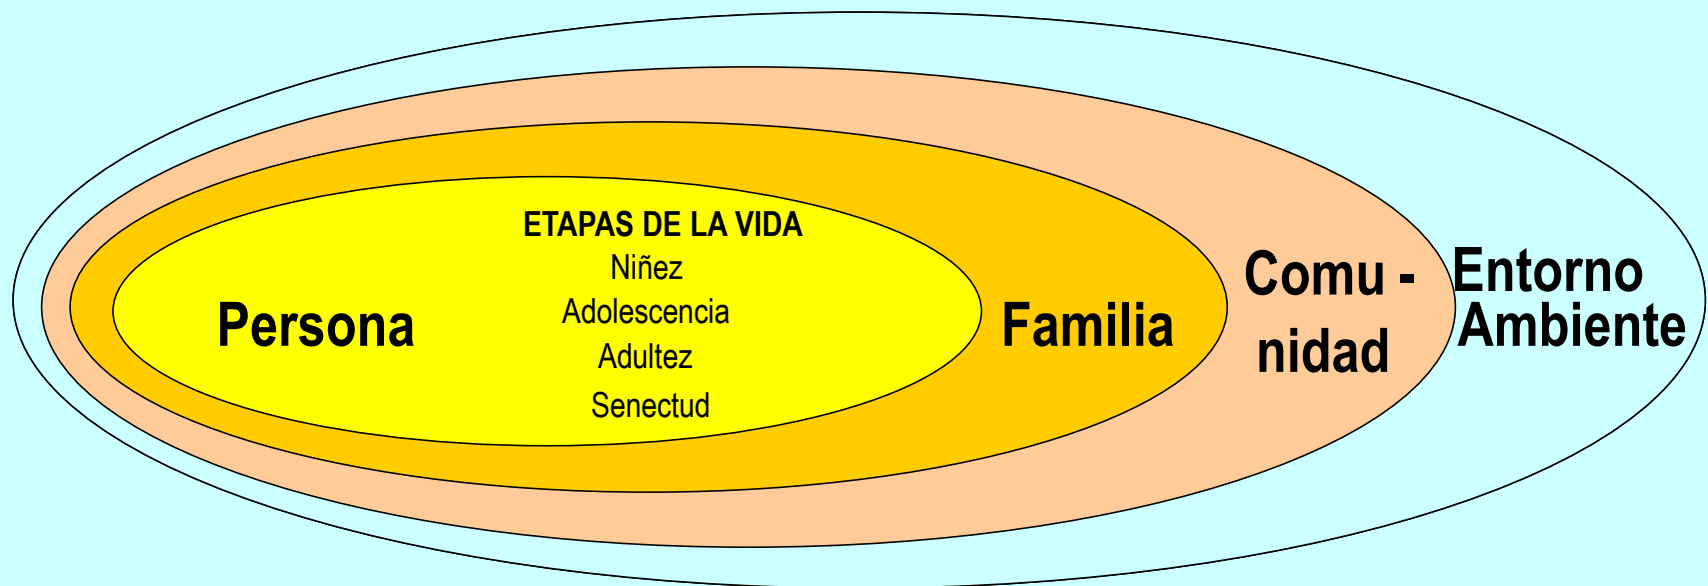 ETAPAS DE LA VIDA
Niñez
Adolescencia
Adultez
Senectud
Persona
Familia
Comu -
nidad
Entorno
Ambiente